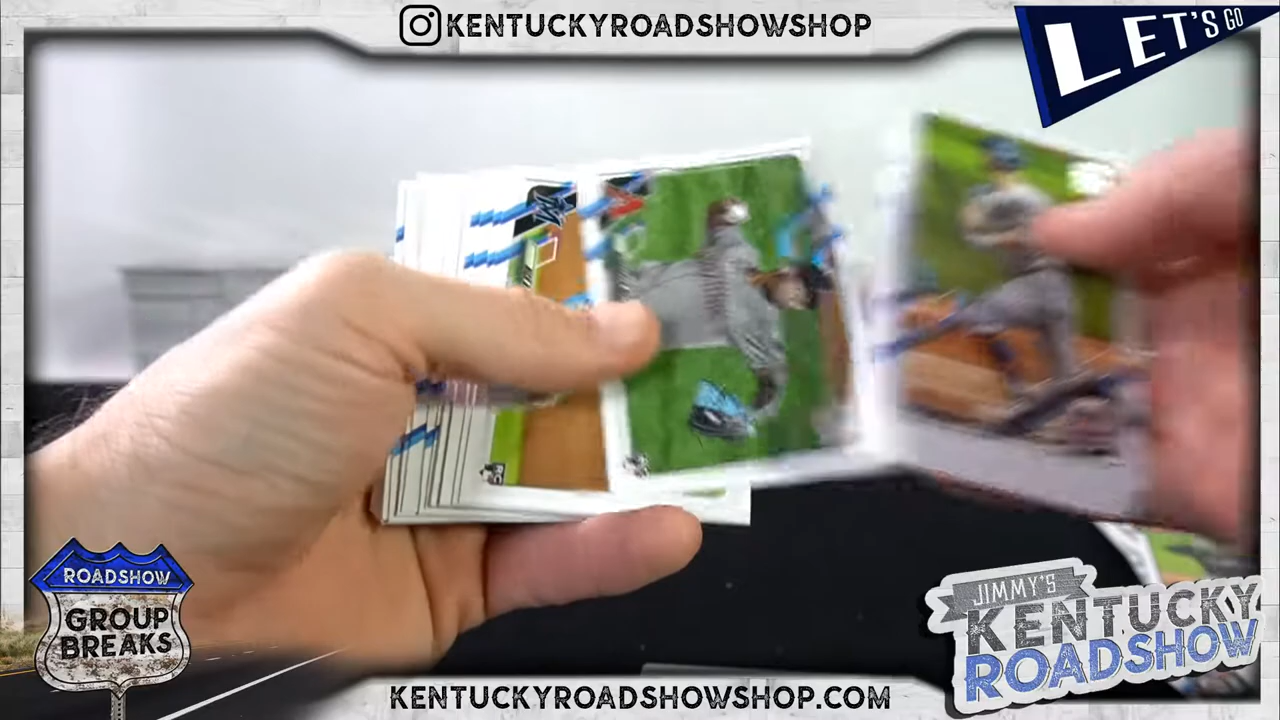 KENTUCKYROADSHOWSHOP
LET'S GO
ROADSHOW
GROUP
BREAKS
JIMMY'S
KENTUCKY
ROADSHOW
KENTUCKYROADSHOWSHOP.COM